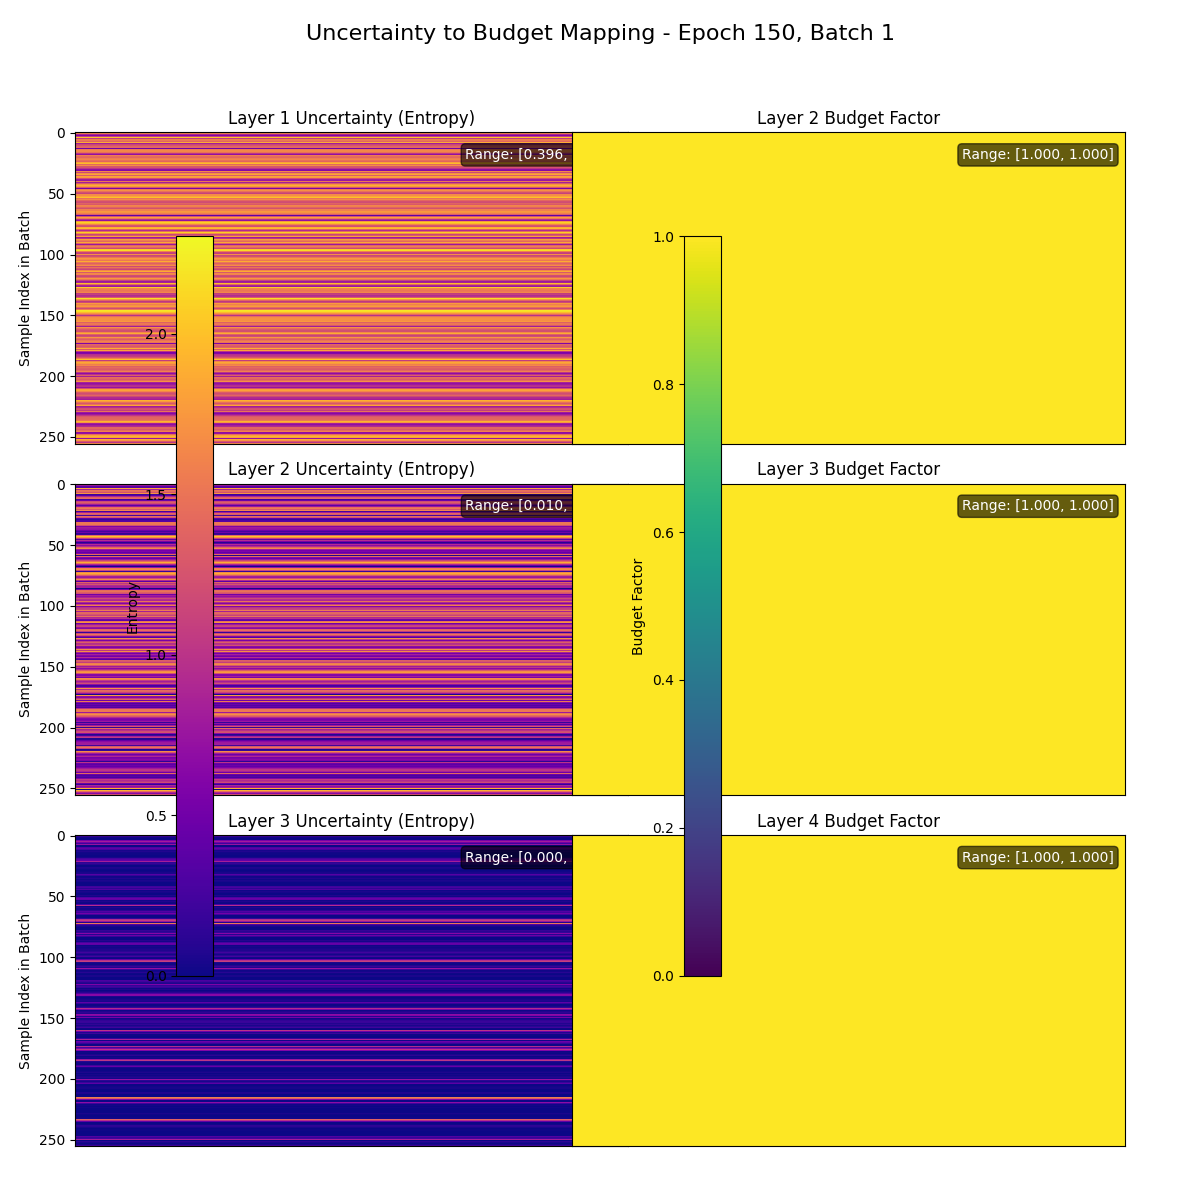 Uncertainty to Budget Mapping - Epoch 150, Batch 1
Layer 1 Uncertainty (Entropy)
Layer 2 Budget Factor
0
50
100
150
200
250
Sample Index in Batch
Range: [0.396,
Range: [1.000, 1.000]
Layer 2 Uncertainty (Entropy)
Layer 3 Budget Factor
0
50
100
150
200
250
Sample Index in Batch
Range: [0.010,
Range: [1.000, 1.000]
Layer 3 Uncertainty (Entropy)
Layer 4 Budget Factor
0
50
100
150
200
250
Sample Index in Batch
Range: [0.000,
Range: [1.000, 1.000]
2.0
1.5
1.0
0.5
0.0
Entropy
1.0
0.8
0.6
0.4
0.2
0.0
Budget Factor